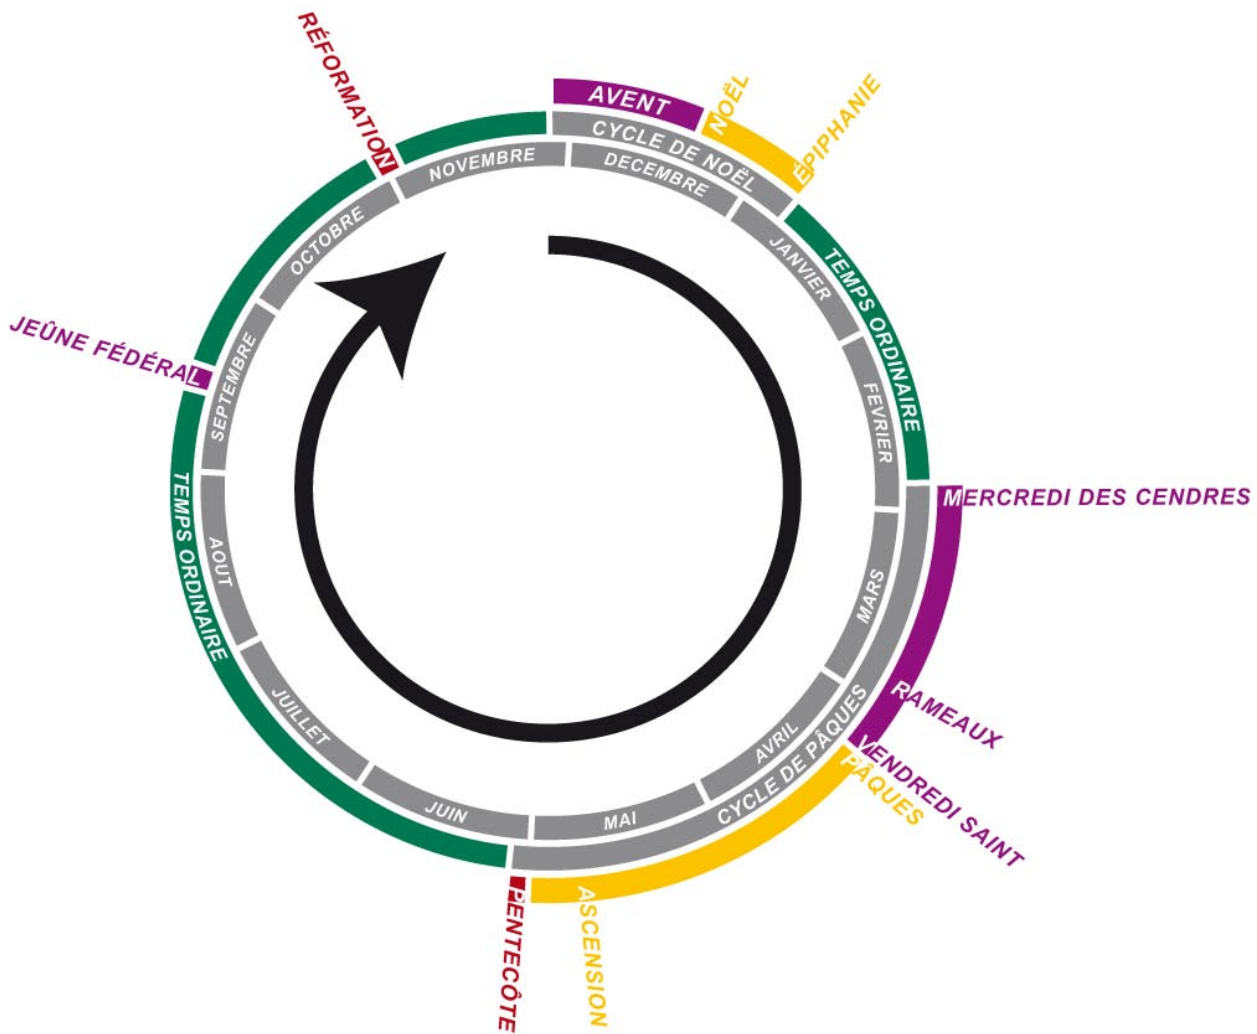 AVENT
NOËL
ÉPIPHANIE
CYCLE DE NOËL
DECEMBRE
JANVIER
TEMPS ORDINAIRE
FEVRIER
MERCREDI DES CENDRES
MARS
RAMEAUX
VENDREDI SAINT
PÂQUES
CYCLE DE PÂQUES
AVRIL
MAI
ASCENSION
PENTECÔTE
JUIN
JUILLET
TEMPS ORDINAIRE
AOUT
SEPTEMBRE
JEÛNE FÉDÉRAL
OCTOBRE
RÉFORMATION
NOVEMBRE